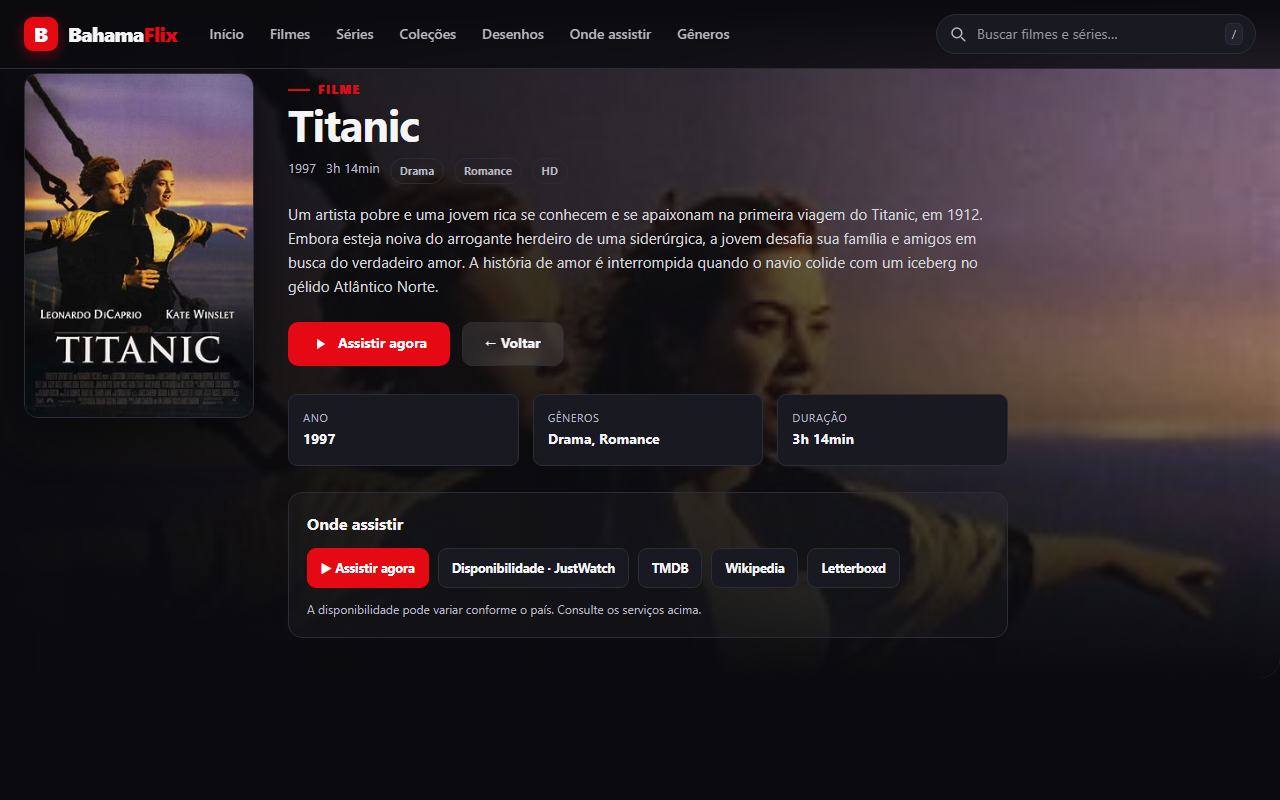 B BahamaFlix Início Filmes Séries Coleções Desenhos Onde assistir Gêneros Buscar filmes e séries... /
FILME
Titanic
1997 3h 14min Drama Romance HD
Um artista pobre e uma jovem rica se conhecem e se apaixonam na primeira viagem do Titanic, em 1912.
Embora esteja noiva do arrogante herdeiro de uma siderúrgica, a jovem desafia sua família e amigos em
busca do verdadeiro amor. A história de amor é interrompida quando o navio colide com um iceberg no
gélido Atlântico Norte.
LEONARDO DICAPRIO KATE WINSLET
TITANIC
▶ Assistir agora ← Voltar
ANO
1997
GÊNEROS
Drama, Romance
DURAÇÃO
3h 14min
Onde assistir
▶ Assistir agora Disponibilidade · JustWatch TMDB Wikipedia Letterboxd
A disponibilidade pode variar conforme o país. Consulte os serviços acima.